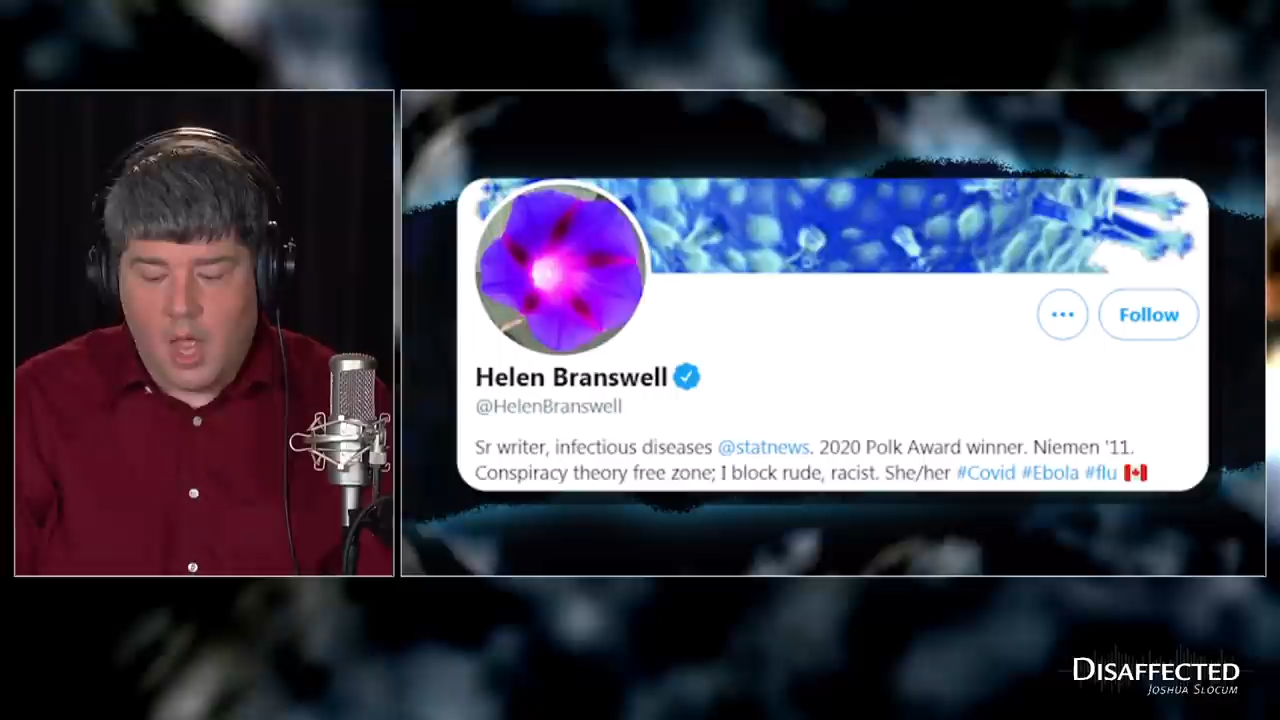 Follow
Helen Branswell
@HelenBranswell
Sr writer, infectious diseases @statnews. 2020 Polk Award winner. Niemen '11.
Conspiracy theory free zone; I block rude, racist. She/her #Covid #Ebola #flu
DISAFFECTED
JOSHUA SLOCUM